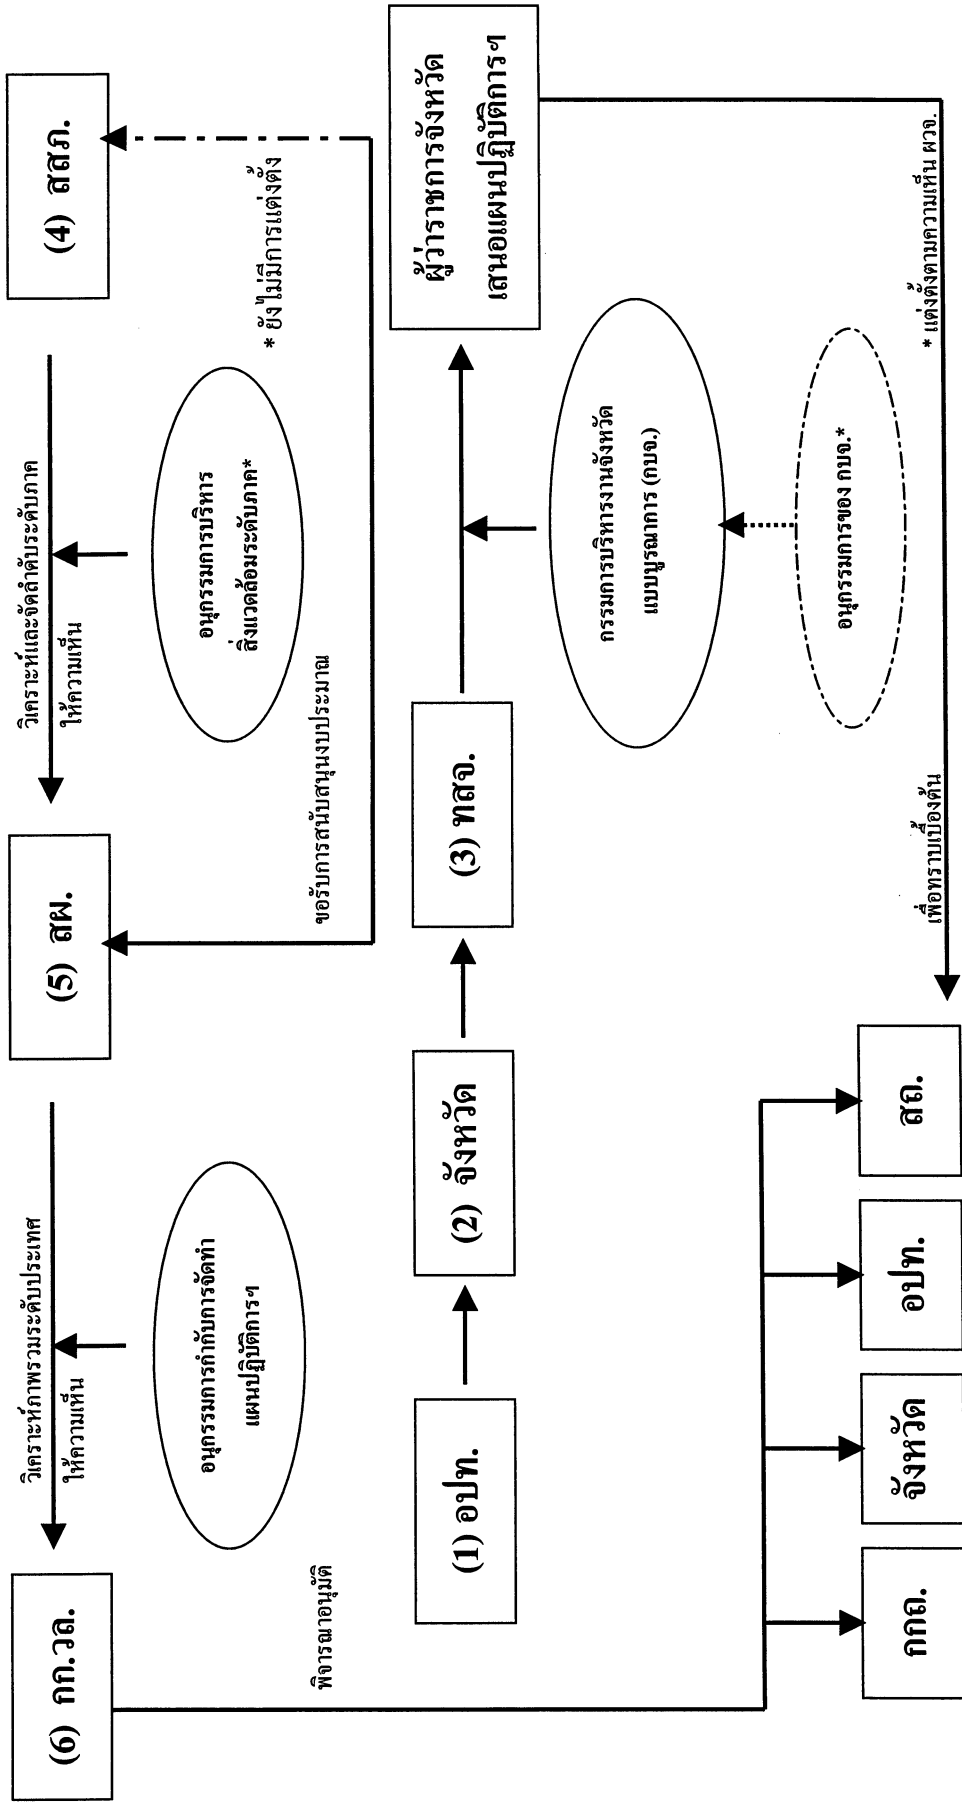 (6) กก.วล.
(5) สผ.
(4) สสภ.
วิเคราะห์ภาพรวมระดับประเทศ
ให้ความเห็น
วิเคราะห์และจัดลำดับระดับภาค
ให้ความเห็น
อนุกรรมการกำกับการจัดทำ
แผนปฏิบัติการฯ
อนุกรรมการบริหาร
สิ่งแวดล้อมระดับภาค*
* ยังไม่มีการแต่งตั้ง
พิจารณาอนุมัติ
ขอรับการสนับสนุนงบประมาณ
(1) อปท.
(2) จังหวัด
(3) ทสจ.
ผู้ว่าราชการจังหวัด
เสนอแผนปฏิบัติการฯ
กรรมการบริหารงานจังหวัด
แบบบูรณาการ (กบจ.)
อนุกรรมการของ กบจ.*
* แต่งตั้งตามความเห็น ผวจ.
เพื่อทราบเบื้องต้น
กกถ.
จังหวัด
อปท.
สถ.